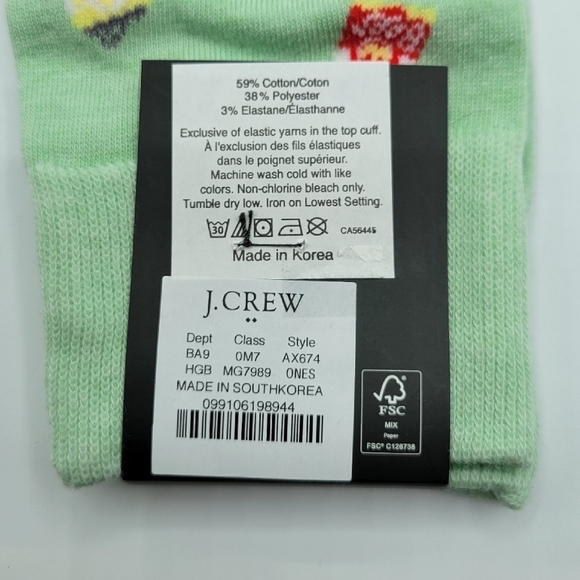 59% Cotton/Coton
38% Polyester
3% Elastane/Élasthanne
Exclusive of elastic yarns in the top cuff.
À l'exclusion des fils élastiques
dans le poignet supérieur.
Machine wash cold with like
colors. Non-chlorine bleach only.
Tumble dry low. Iron on Lowest Setting.
30
CA56445
Made in Korea
J.CREW
Dept Class Style
BA9 0M7 AX674
HGB MG7989 0NES
MADE IN SOUTHKOREA
099106198944
FSC
MIX
Paper
FSC® C126738